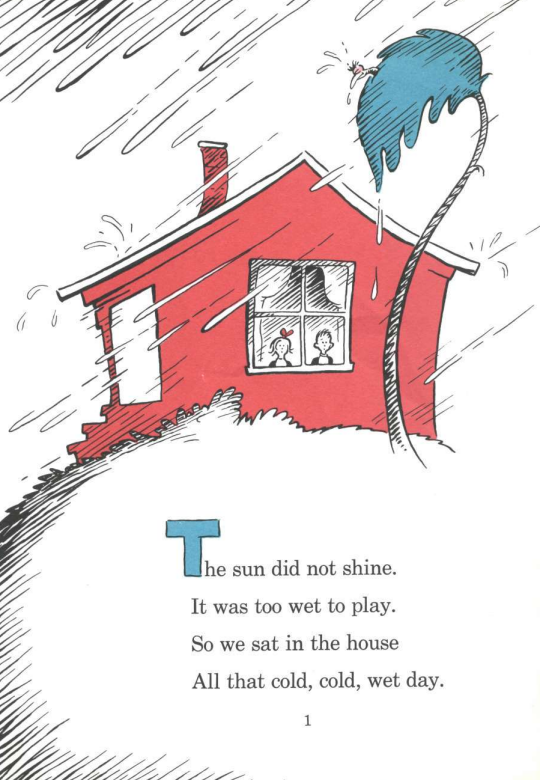 The sun did not shine.
It was too wet to play.
So we sat in the house
All that cold, cold, wet day.
1